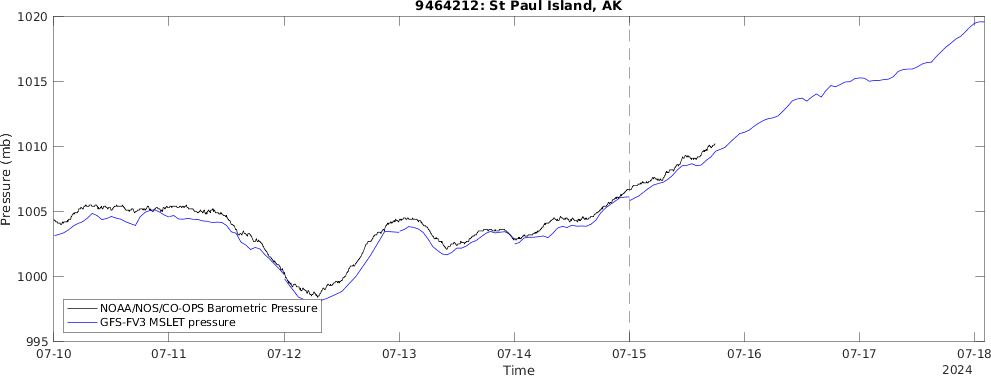 9464212: St Paul Island, AK
Pressure (mb)
1020
1015
1010
1005
1000
995
NOAA/NOS/CO-OPS Barometric Pressure
GFS-FV3 MSLET pressure
07-10 07-11 07-12 07-13 07-14 07-15 07-16 07-17 07-18
Time
2024